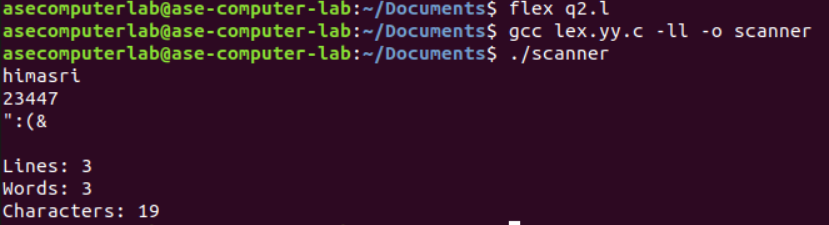 asecomputerlab@ase-computer-lab:~/Documents$ flex q2.l
asecomputerlab@ase-computer-lab:~/Documents$ gcc lex.yy.c -ll -o scanner
asecomputerlab@ase-computer-lab:~/Documents$ ./scanner
himasri
23447
":(&
Lines: 3
Words: 3
Characters: 19